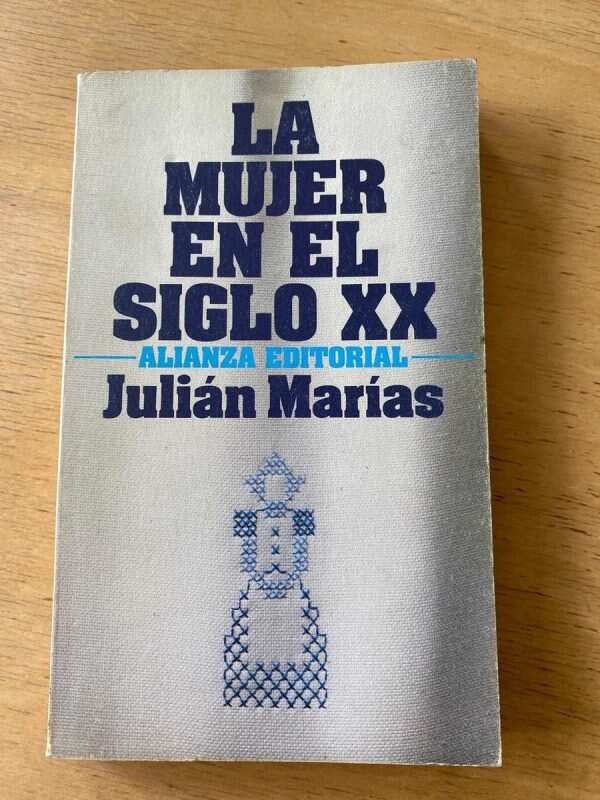 LA
MUJER
EN EL
SIGLO XX
ALIANZA EDITORIAL
Julián Marías